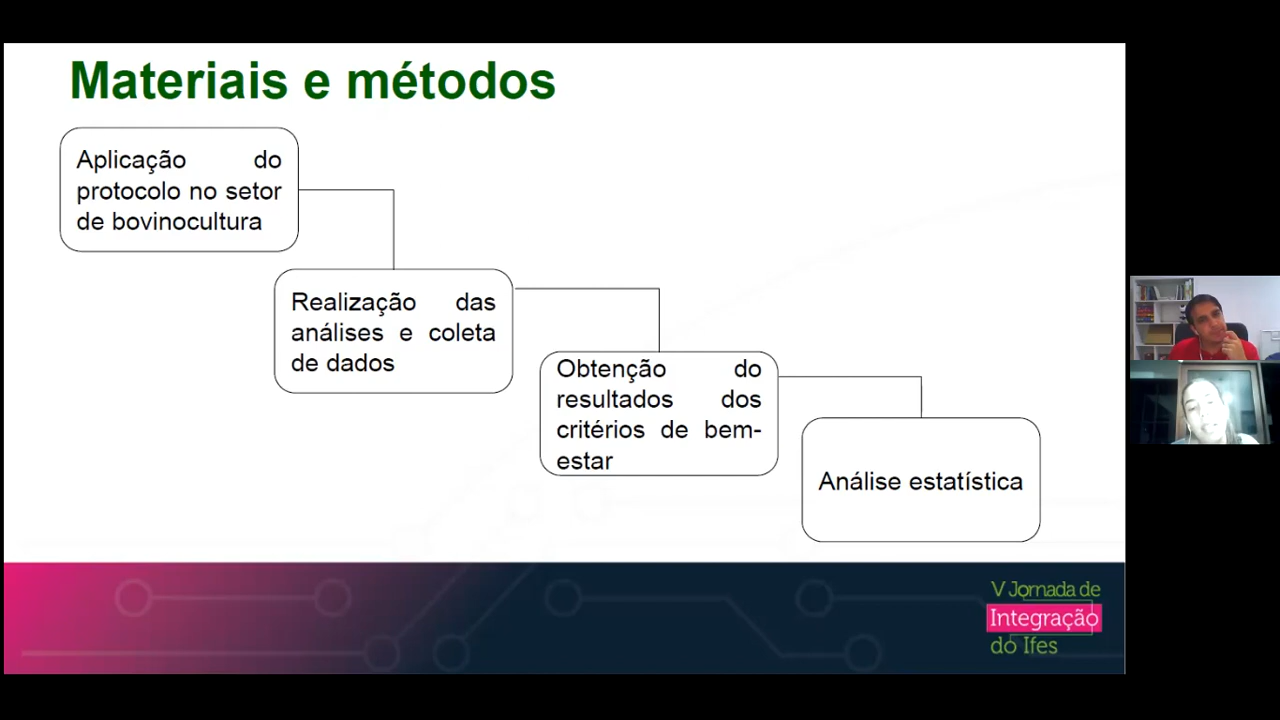 Materiais e métodos
Aplicação do
protocolo no setor
de bovinocultura
Realização das
análises e coleta
de dados
Obtenção do
resultados dos
critérios de bem-
estar
Análise estatística
V Jornada de
Integração
do Ifes